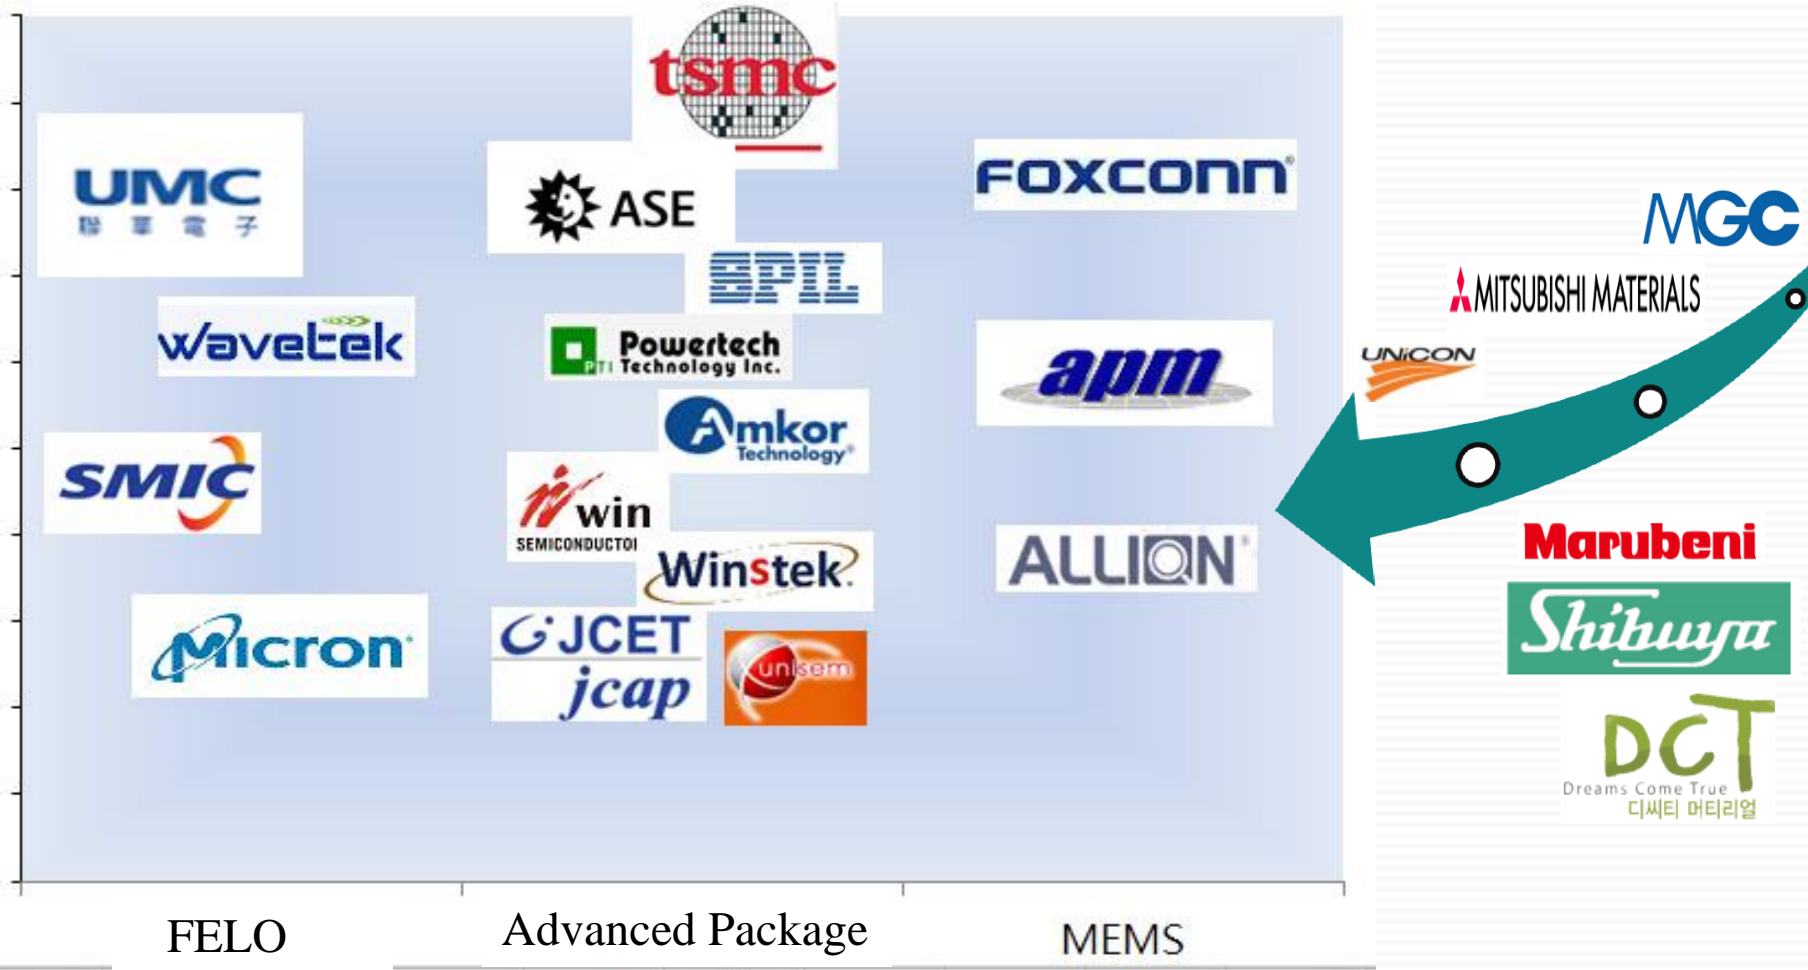 tsmc
UMC
聯華電子
ASE
FOXCONN®
SPIL
MGC
MITSUBISHI MATERIALS
wavetek
PTI Powertech
Technology Inc.
apm
UNiCON
Amkor
Technology®
SMIC
win
SEMICONDUCTOR
Winstek
ALLION®
Marubeni
Shibuya
Micron
JCET
jcap
unisem
DCT
Dreams Come True
디씨티 머티리얼
FELO
Advanced Package
MEMS